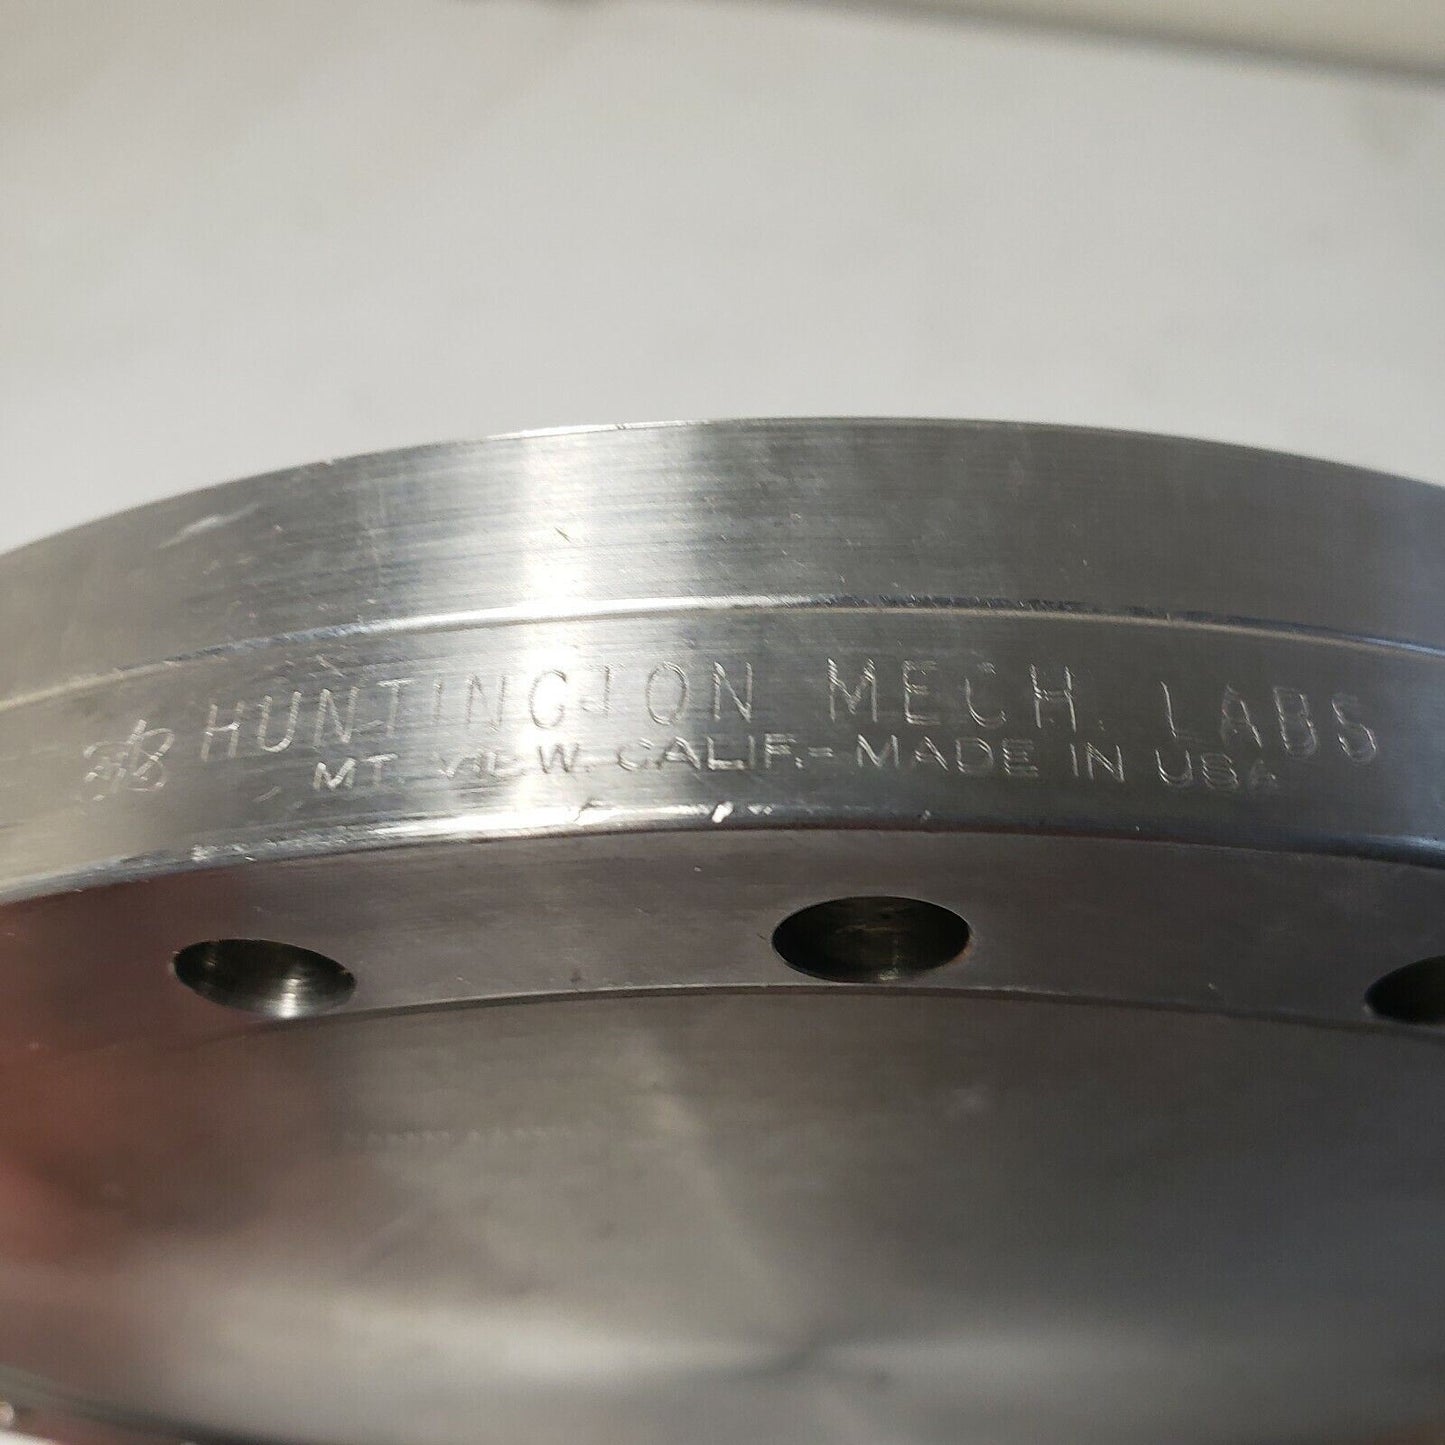 HUNTINGTON MECH. LABS
MT. VIEW. CALIF.-MADE IN USA